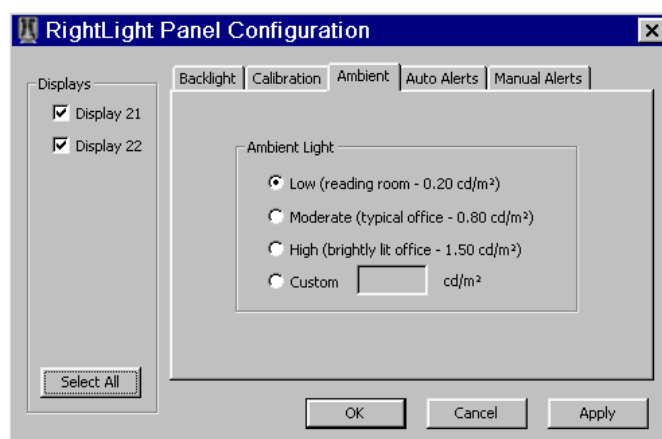 RightLight Panel Configuration
Displays
Display 21
Display 22
Select All
Backlight Calibration Ambient Auto Alerts Manual Alerts
Ambient Light
Low (reading room - 0.20 cd/m²)
Moderate (typical office - 0.80 cd/m²)
High (brightly lit office - 1.50 cd/m²)
Custom cd/m²
OK Cancel Apply